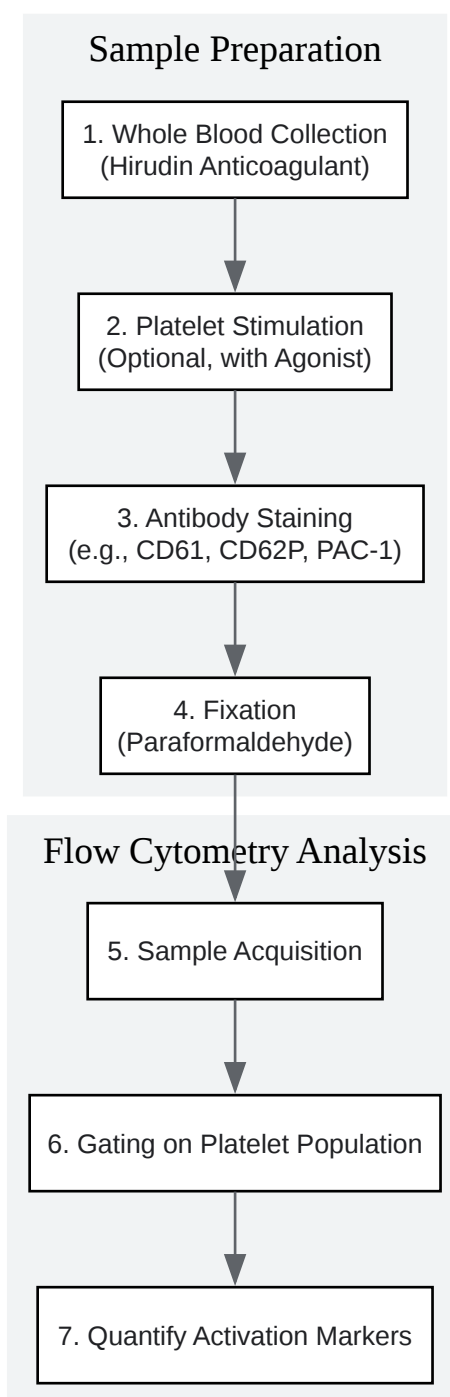 Sample Preparation
1. Whole Blood Collection
(Hirudin Anticoagulant)
2. Platelet Stimulation
(Optional, with Agonist)
3. Antibody Staining
(e.g., CD61, CD62P, PAC-1)
4. Fixation
(Paraformaldehyde)
Flow Cytometry Analysis
5. Sample Acquisition
6. Gating on Platelet Population
7. Quantify Activation Markers